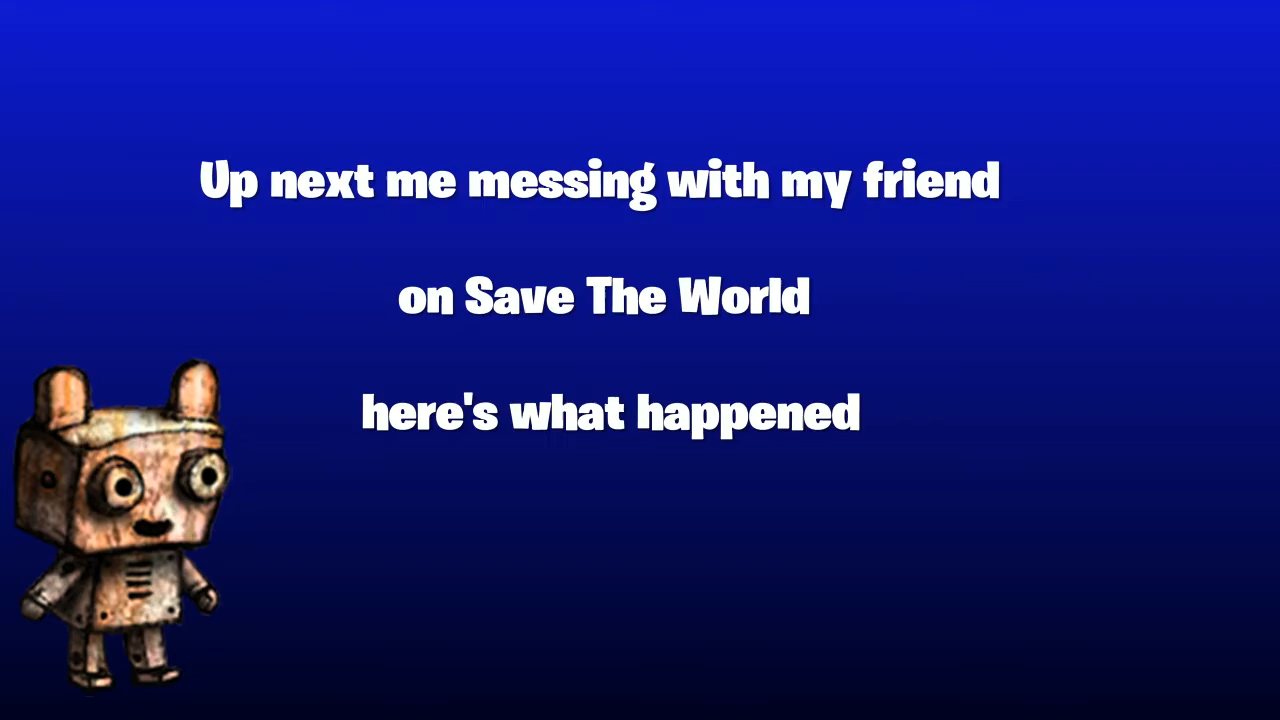 Up next me messing with my friend
on Save The World
here's what happened